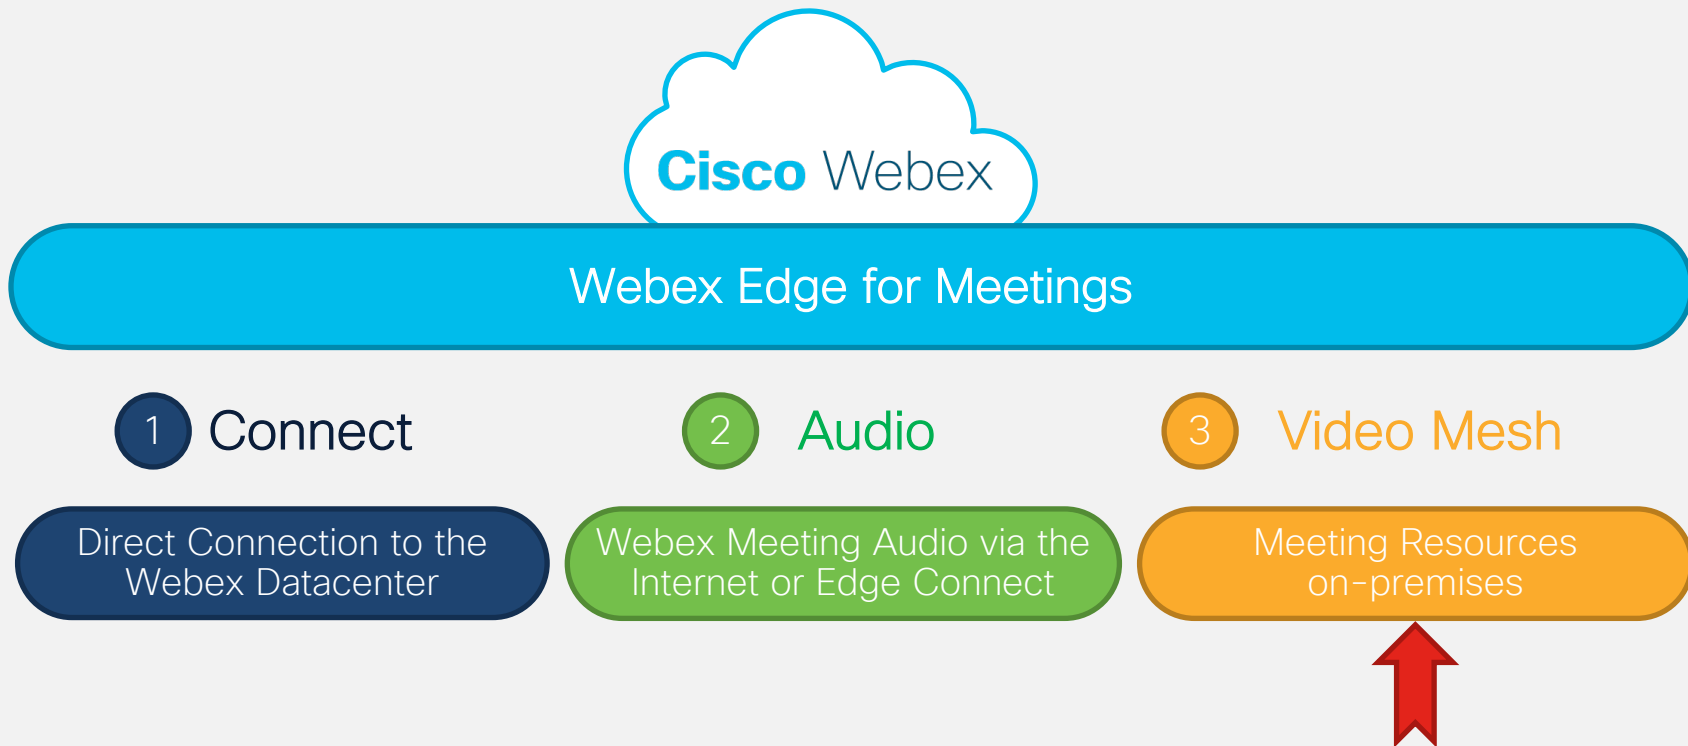 Cisco Webex
Webex Edge for Meetings
1 Connect
2 Audio
3 Video Mesh
Direct Connection to the
Webex Datacenter
Webex Meeting Audio via the
Internet or Edge Connect
Meeting Resources
on-premises